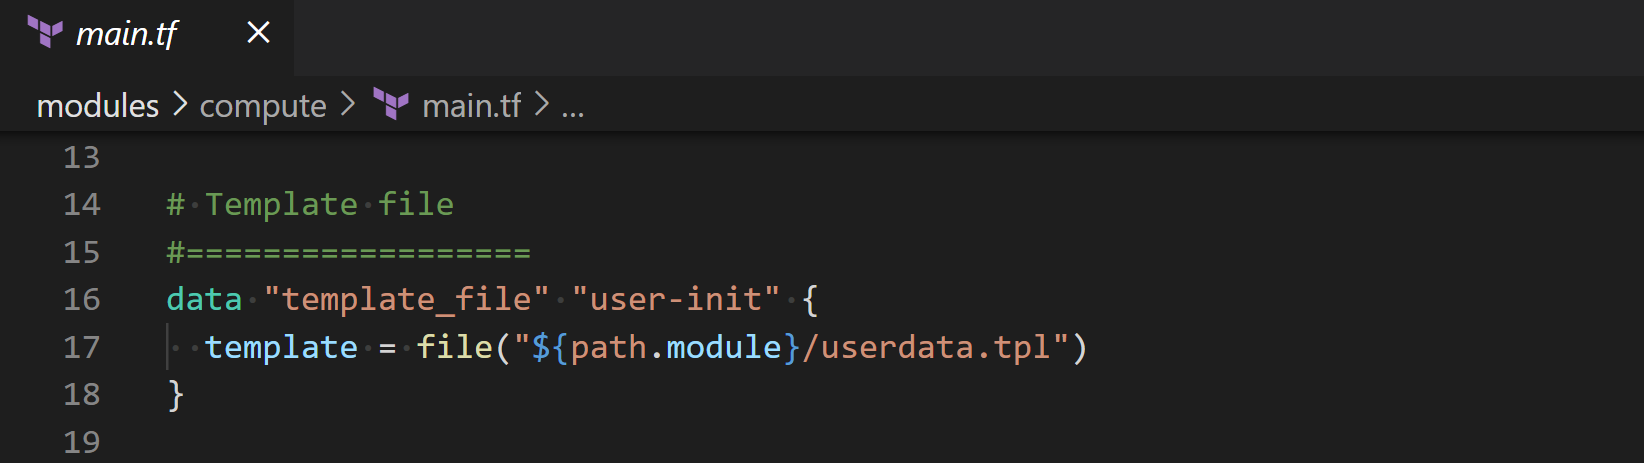 main.tf
modules > compute > main.tf > ...
13
14 # Template file
15 #==================
16 data "template_file" "user-init" {
17 template = file("${path.module}/userdata.tpl")
18 }
19